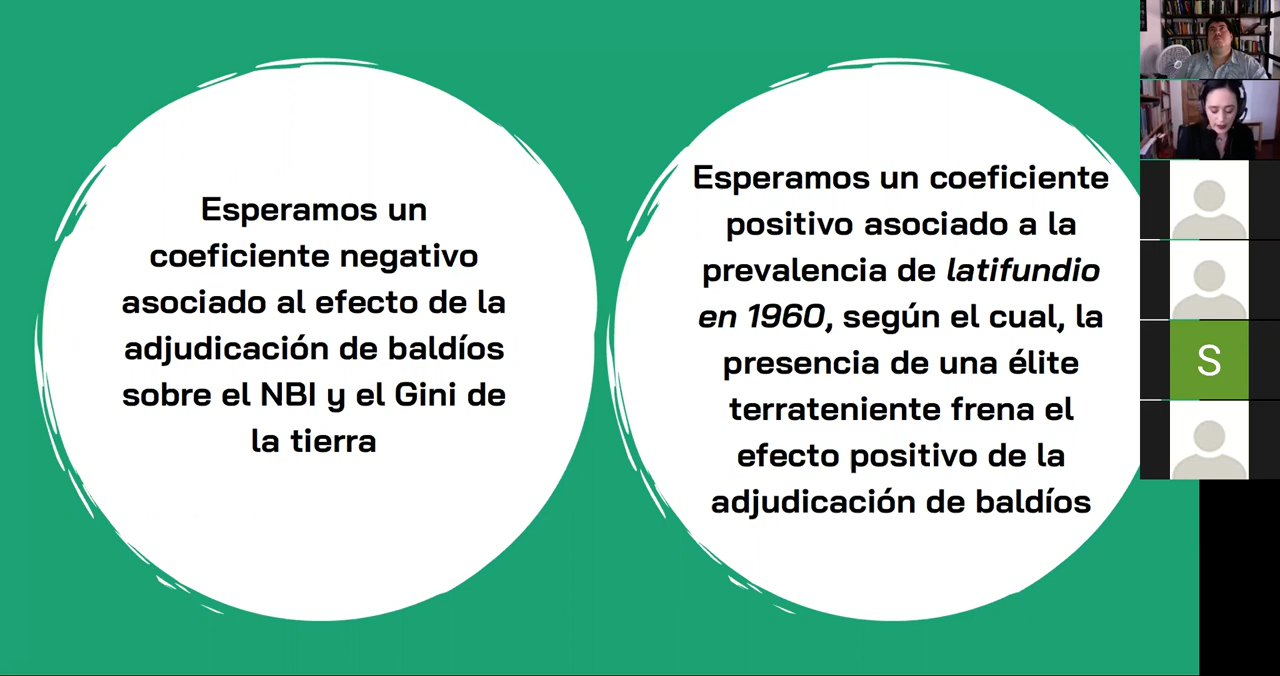 Esperamos un
coeficiente negativo
asociado al efecto de la
adjudicación de baldíos
sobre el NBI y el Gini de
la tierra
Esperamos un coeficiente
positivo asociado a la
prevalencia de latifundio
en 1960, según el cual, la
presencia de una élite
terrateniente frena el
efecto positivo de la
adjudicación de baldíos
S